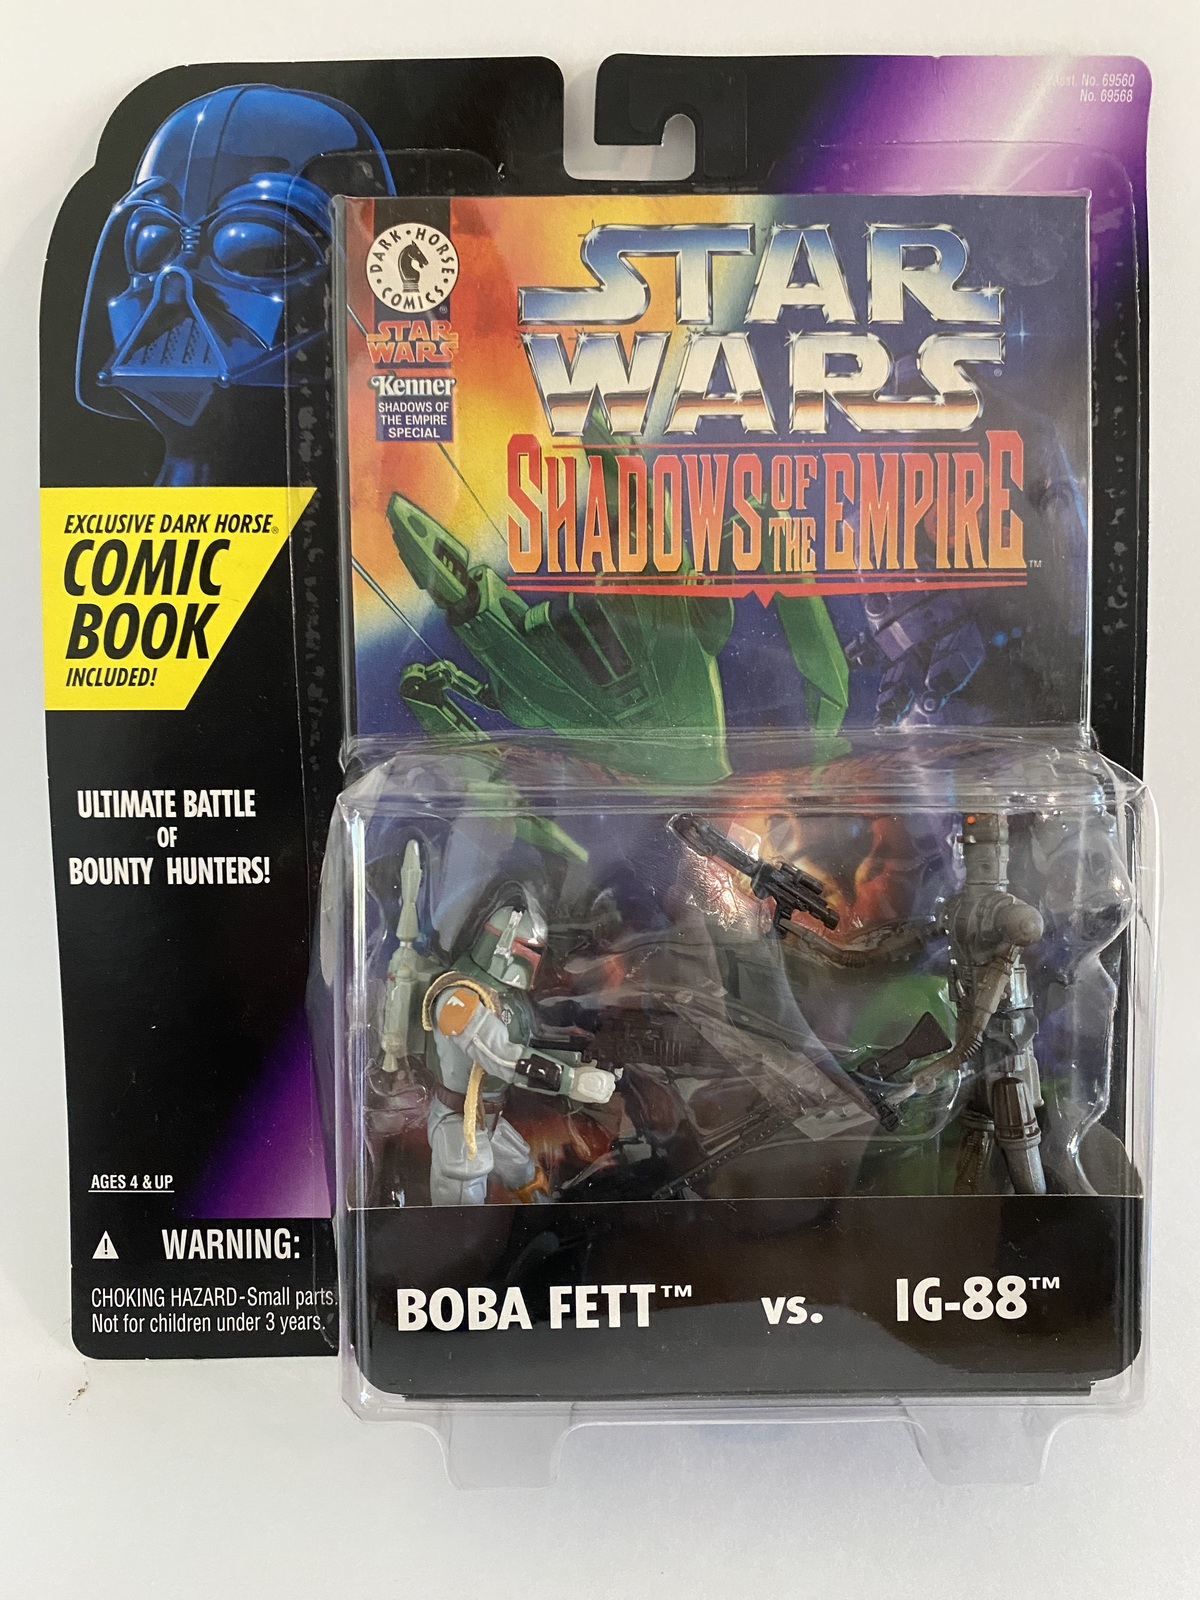 Asst. No. 69560
No. 69568
DARK • HORSE • COMICS •
STAR
WARS
Kenner
SHADOWS OF
THE EMPIRE
SPECIAL
STAR
WARS
SHADOWS OF THE EMPIRE™
EXCLUSIVE DARK HORSE®
COMIC
BOOK
INCLUDED!
ULTIMATE BATTLE
OF
BOUNTY HUNTERS!
AGES 4 & UP
WARNING:
CHOKING HAZARD-Small parts.
Not for children under 3 years.
BOBA FETT™ vs. IG-88™